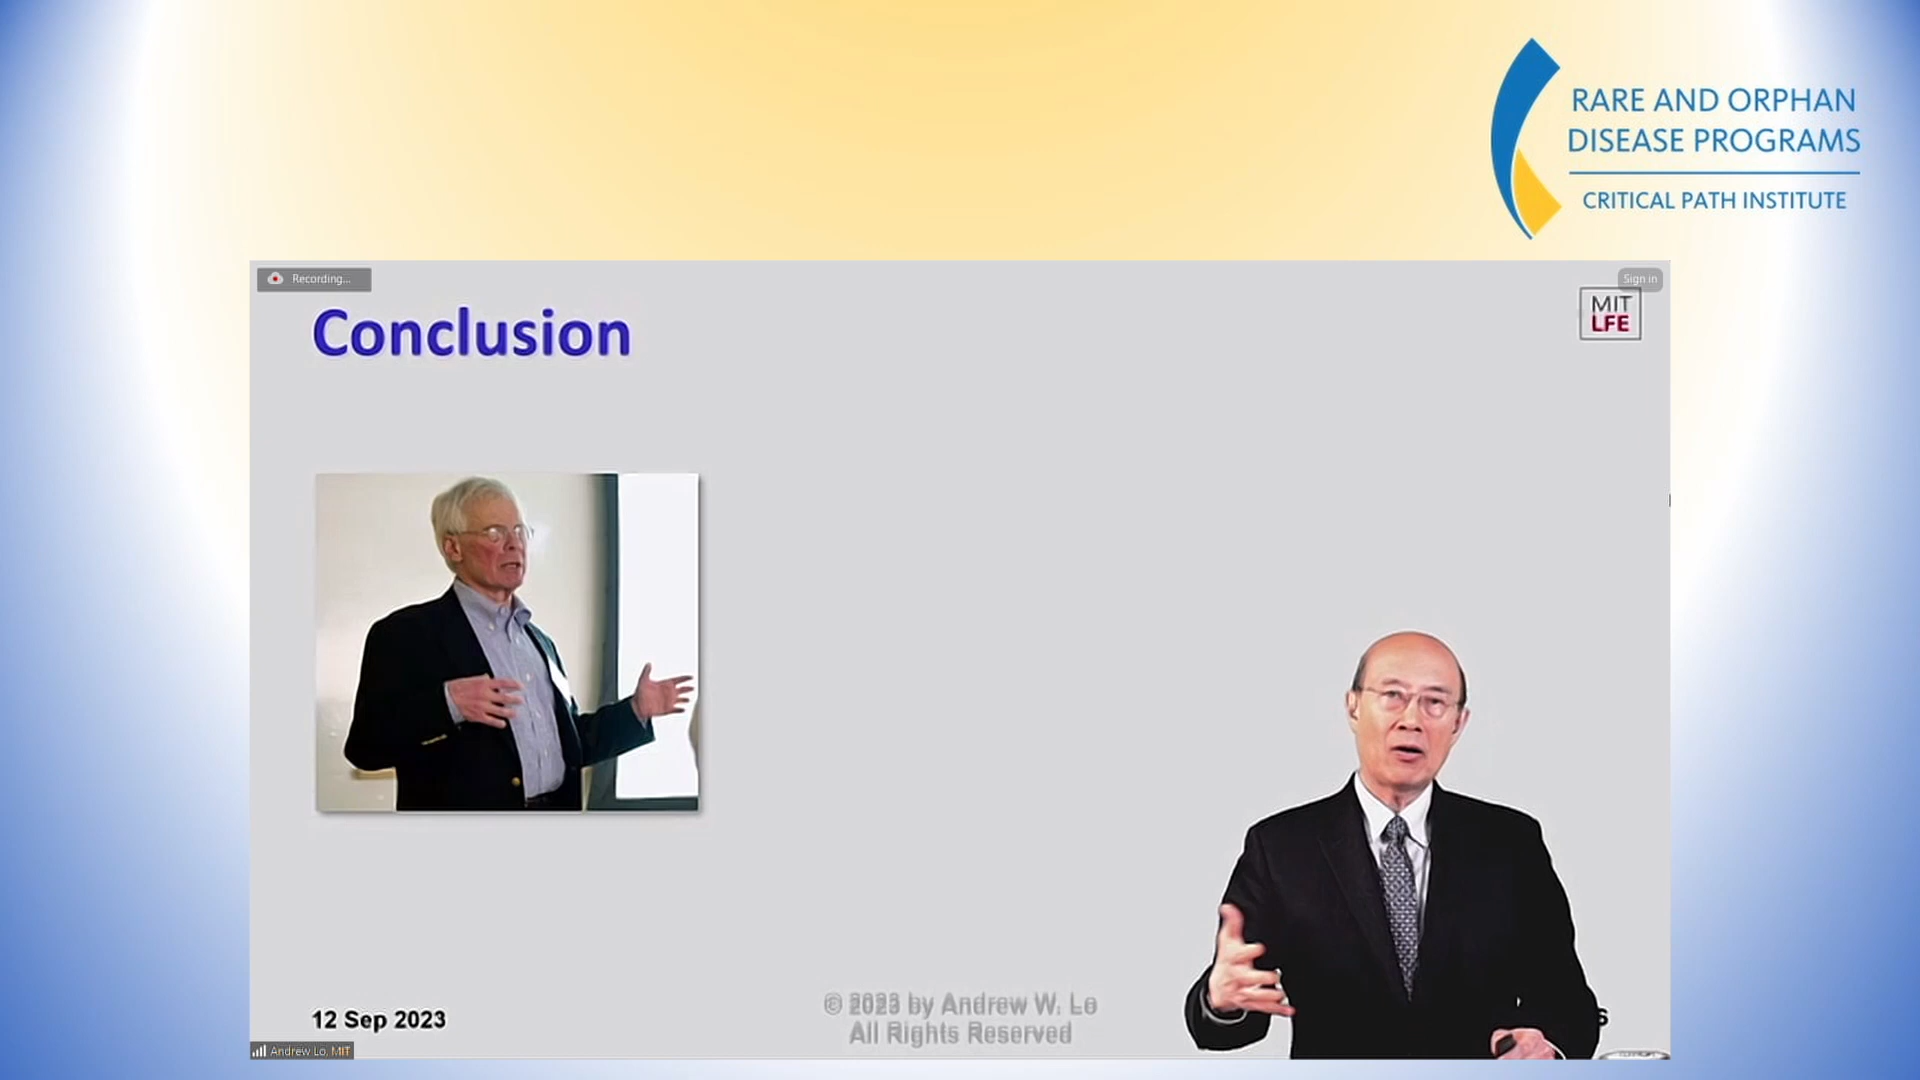 RARE AND ORPHAN
DISEASE PROGRAMS
CRITICAL PATH INSTITUTE
Recording...
Sign in
Conclusion
MIT
LFE
12 Sep 2023
© 2023 by Andrew W. Lo
All Rights Reserved
6
Andrew Lo, MIT